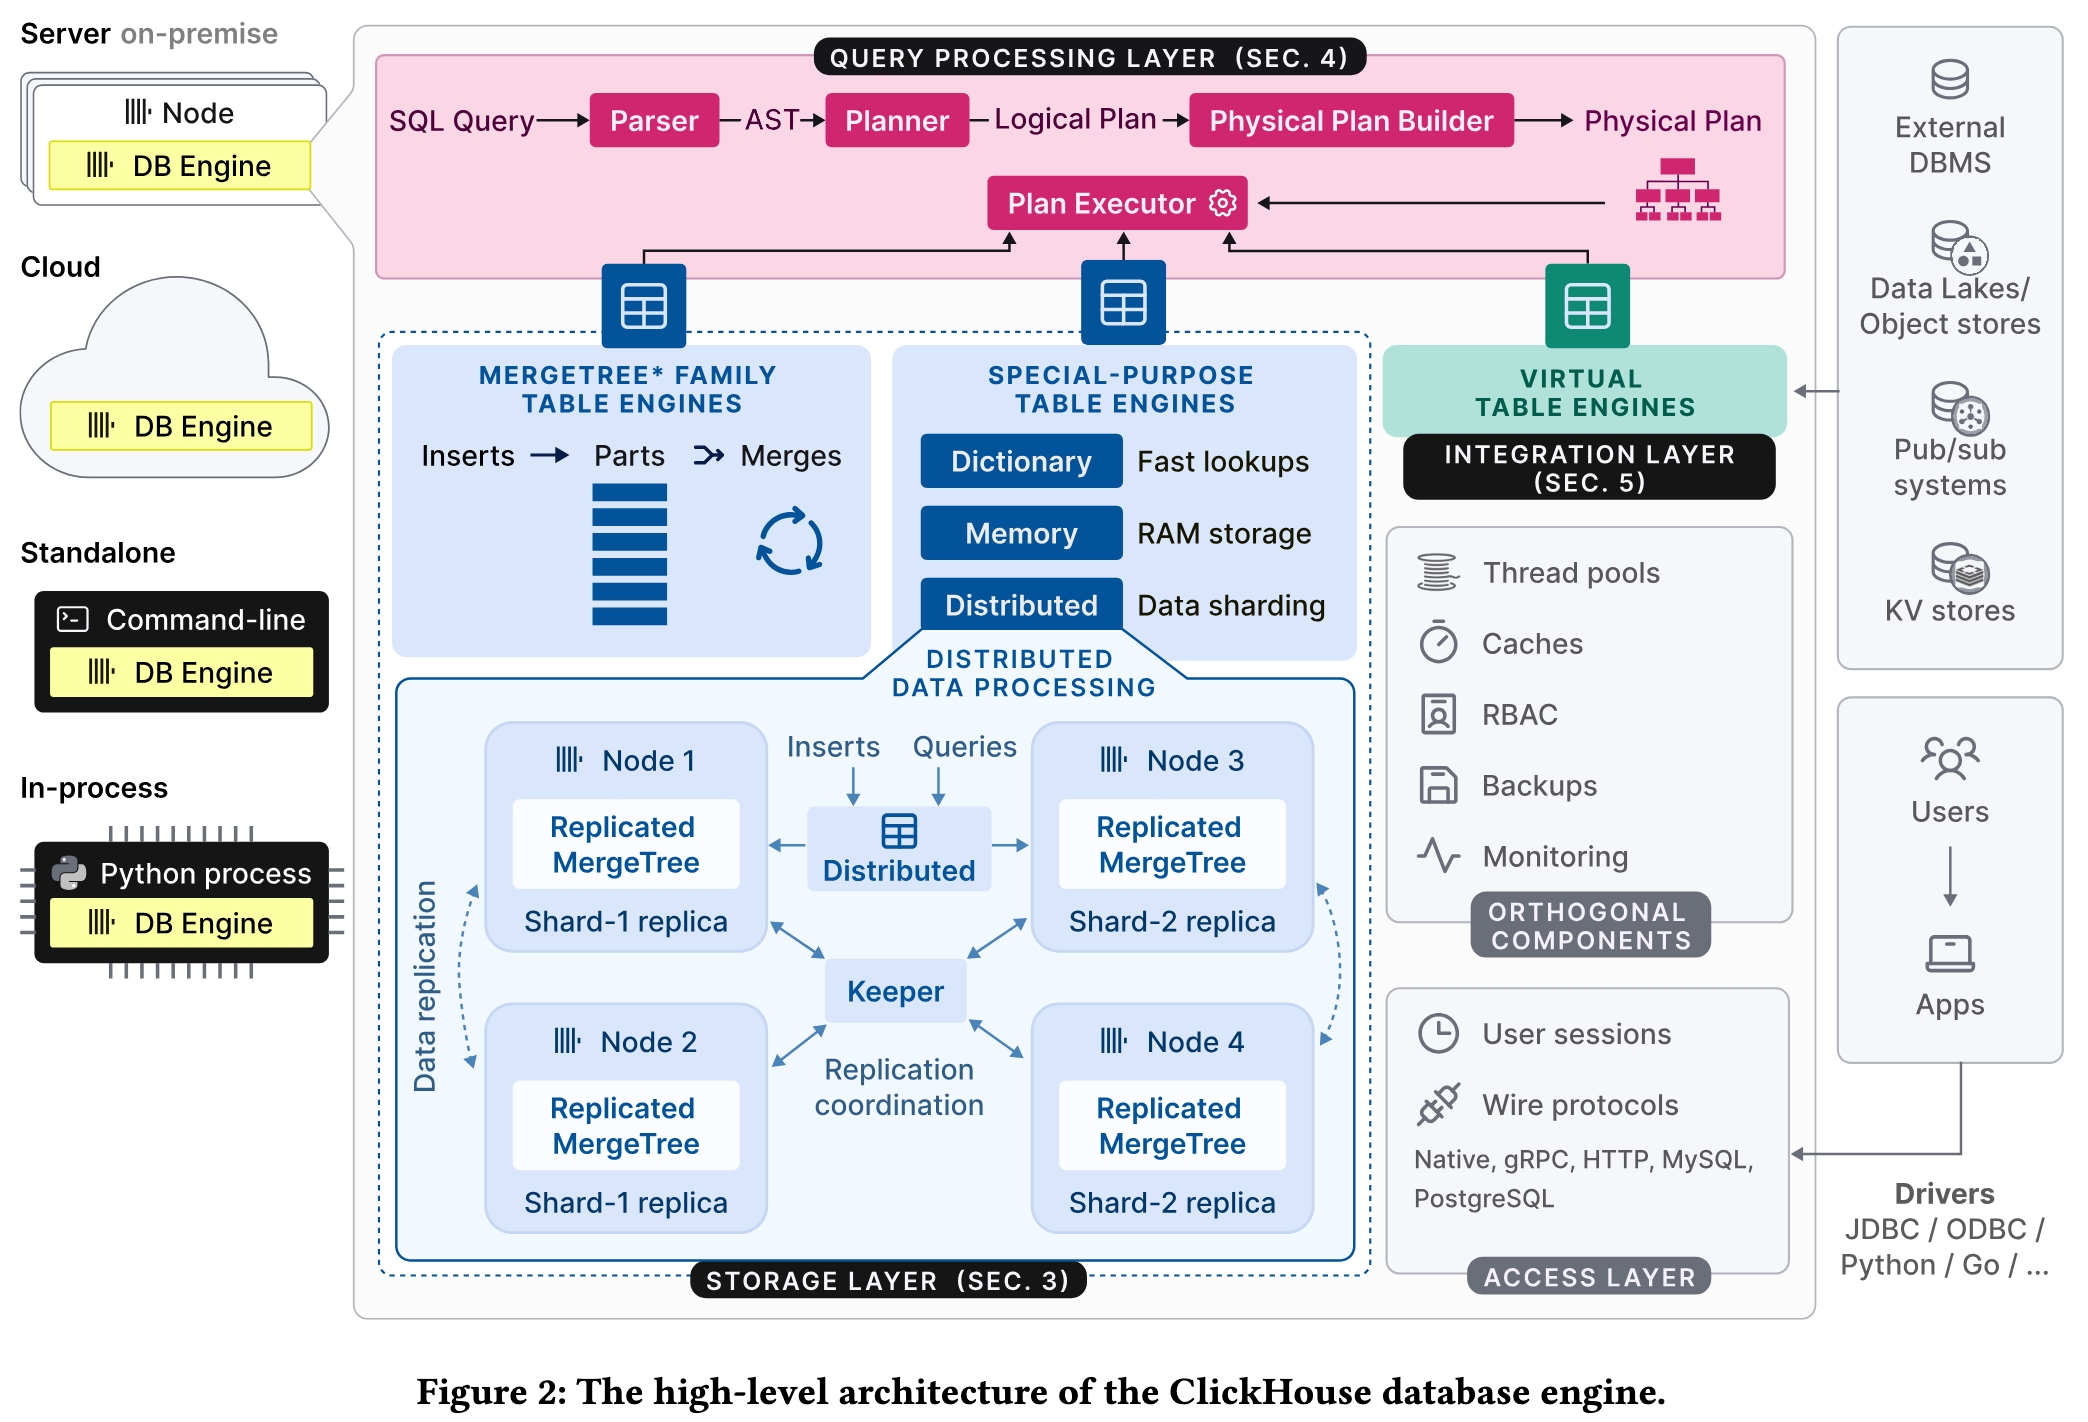 Server on-premise
Node
DB Engine
Cloud
DB Engine
Standalone
Command-line
DB Engine
In-process
Python process
DB Engine
QUERY PROCESSING LAYER (SEC. 4)
SQL Query
Parser
AST
Planner
Logical Plan
Physical Plan Builder
Physical Plan
Plan Executor
MERGETREE* FAMILY
TABLE ENGINES
Inserts
Parts
Merges
SPECIAL-PURPOSE
TABLE ENGINES
Dictionary
Fast lookups
Memory
RAM storage
Distributed
Data sharding
DISTRIBUTED
DATA PROCESSING
Node 1
Replicated
MergeTree
Shard-1 replica
Inserts
Queries
Distributed
Node 3
Replicated
MergeTree
Shard-2 replica
Data replication
Keeper
Replication
coordination
Node 2
Replicated
MergeTree
Shard-1 replica
Node 4
Replicated
MergeTree
Shard-2 replica
STORAGE LAYER (SEC. 3)
VIRTUAL
TABLE ENGINES
INTEGRATION LAYER
(SEC. 5)
Thread pools
Caches
RBAC
Backups
Monitoring
ORTHOGONAL
COMPONENTS
User sessions
Wire protocols
Native, gRPC, HTTP, MySQL,
PostgreSQL
ACCESS LAYER
External
DBMS
Data Lakes/
Object stores
Pub/sub
systems
KV stores
Users
Apps
Drivers
JDBC / ODBC /
Python / Go / ...
Figure 2: The high-level architecture of the ClickHouse database engine.